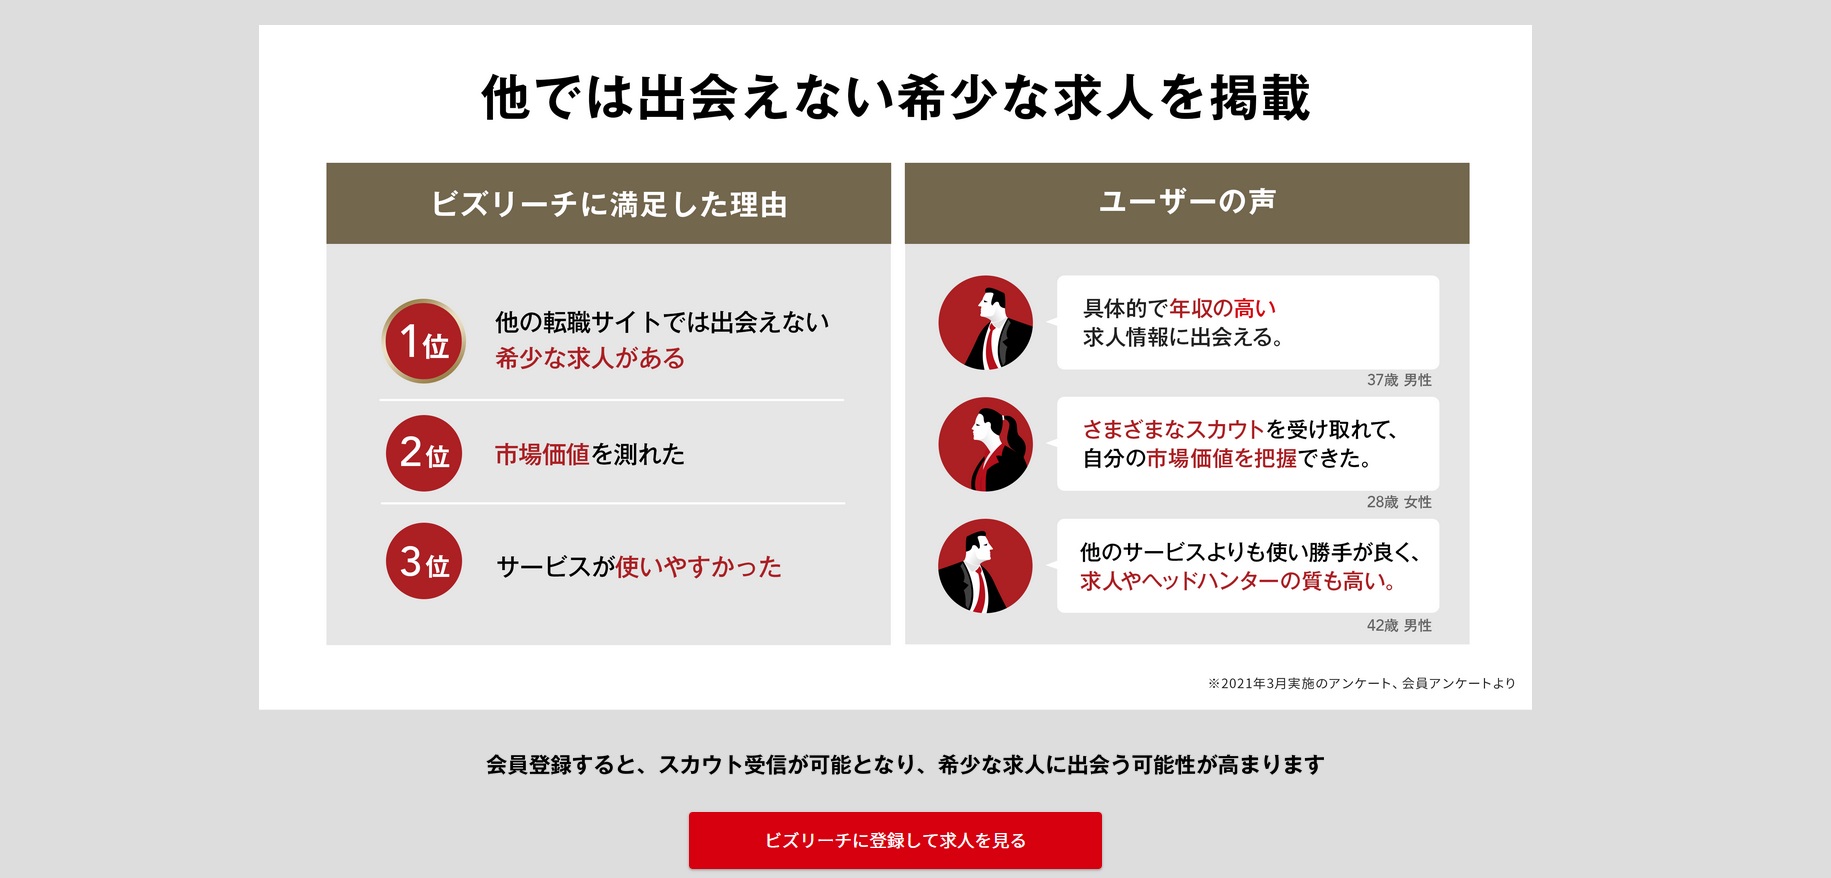 他では出会えない希少な求人を掲載
ビズリーチに満足した理由
1位
他の転職サイトでは出会えない
希少な求人がある
2位
市場価値を測れた
3位
サービスが使いやすかった
ユーザーの声
具体的で年収の高い
求人情報に出会える。
37歳 男性
さまざまなスカウトを受け取れて、
自分の市場価値を把握できた。
28歳 女性
他のサービスよりも使い勝手が良く、
求人やヘッドハンターの質も高い。
42歳 男性
※2021年3月実施のアンケート、会員アンケートより
会員登録すると、スカウト受信が可能となり、希少な求人に出会う可能性が高まります
ビズリーチに登録して求人を見る